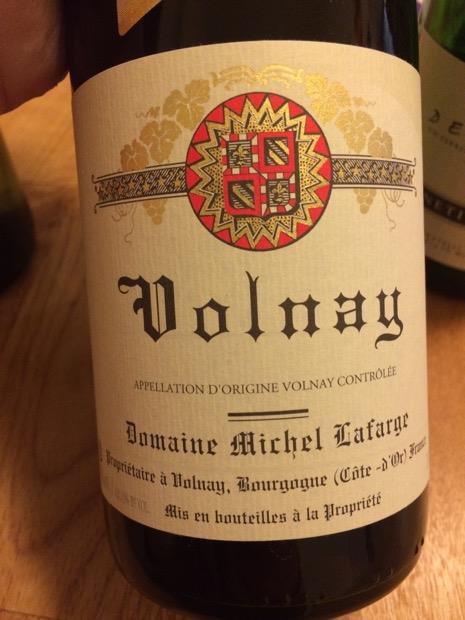 Volnay
APPELLATION D'ORIGINE VOLNAY CONTRÔLÉE
Domaine Michel Lafarge
Propriétaire à Volnay, Bourgogne (Côte-d'Or) France
Mis en bouteilles à la Propriété
DE